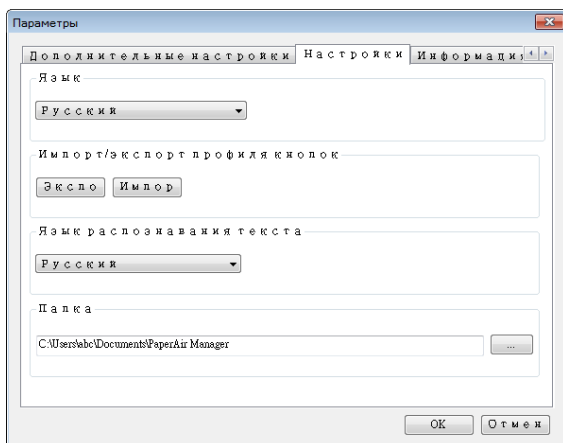 Параметры
Дополнительные настройки Настройки Информация
Язык
Русский
Импорт/экспорт профиля кнопок
Экспо Импор
Язык распознавания текста
Русский
Папка
C:\Users\abc\Documents\PaperAir Manager ...
OK Отмен